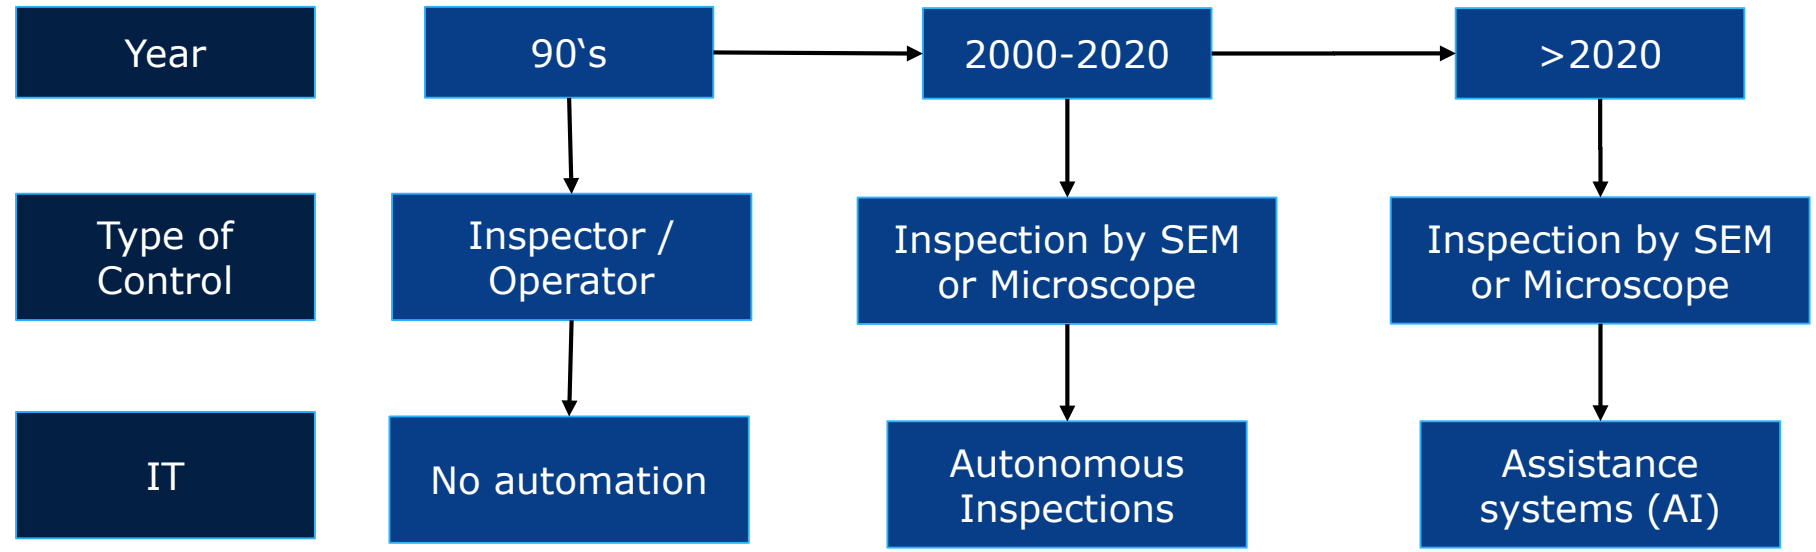 Year
90‘s
2000-2020
>2020
Type of
Control
Inspector /
Operator
Inspection by SEM
or Microscope
Inspection by SEM
or Microscope
IT
No automation
Autonomous
Inspections
Assistance
systems (AI)